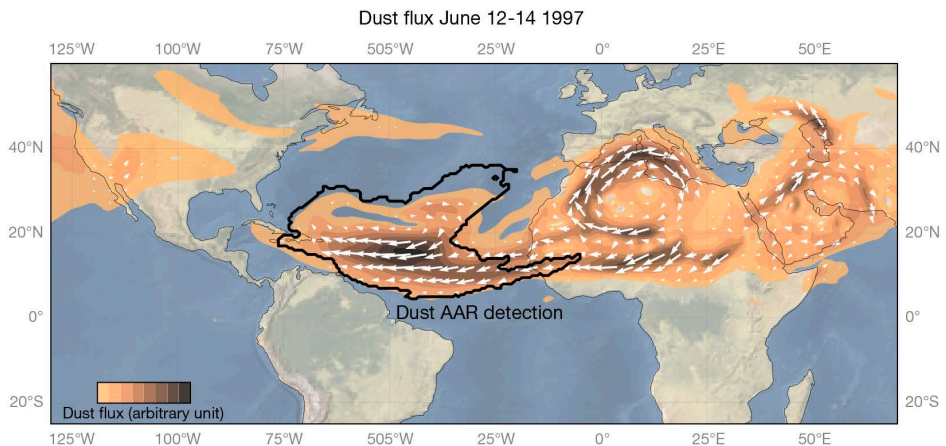 Dust flux June 12-14 1997
125°W 100°W 75°W 505°W 25°W 0° 25°E 50°E
40°N 40°N
20°N 20°N
0° 0°
Dust AAR detection
20°S 20°S
Dust flux (arbitrary unit)
125°W 100°W 75°W 505°W 25°W 0° 25°E 50°E